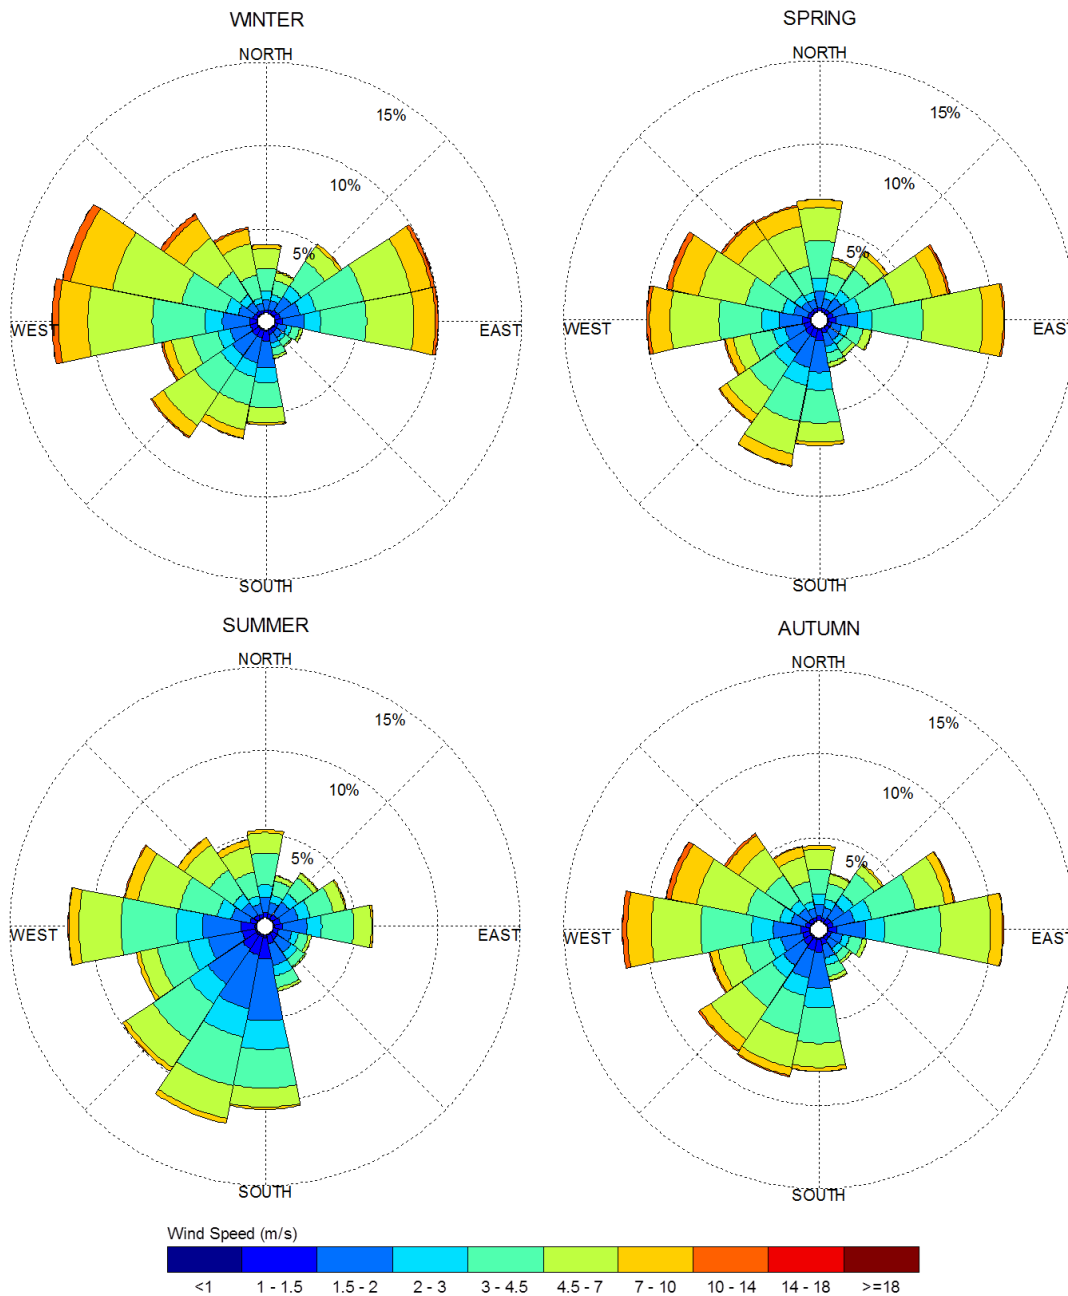 WINTER
NORTH
15%
10%
5%
WEST
EAST
SOUTH
SPRING
NORTH
15%
10%
5%
WEST
EAST
SOUTH
SUMMER
NORTH
15%
10%
5%
WEST
EAST
SOUTH
AUTUMN
NORTH
15%
10%
5%
WEST
EAST
SOUTH
Wind Speed (m/s)
<1 1 - 1.5 1.5 - 2 2 - 3 3 - 4.5 4.5 - 7 7 - 10 10 - 14 14 - 18 >=18